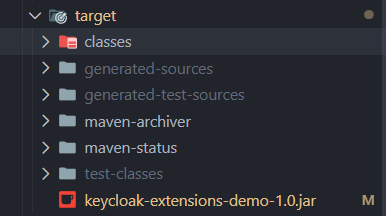 target
classes
generated-sources
generated-test-sources
maven-archiver
maven-status
test-classes
keycloak-extensions-demo-1.0.jar M